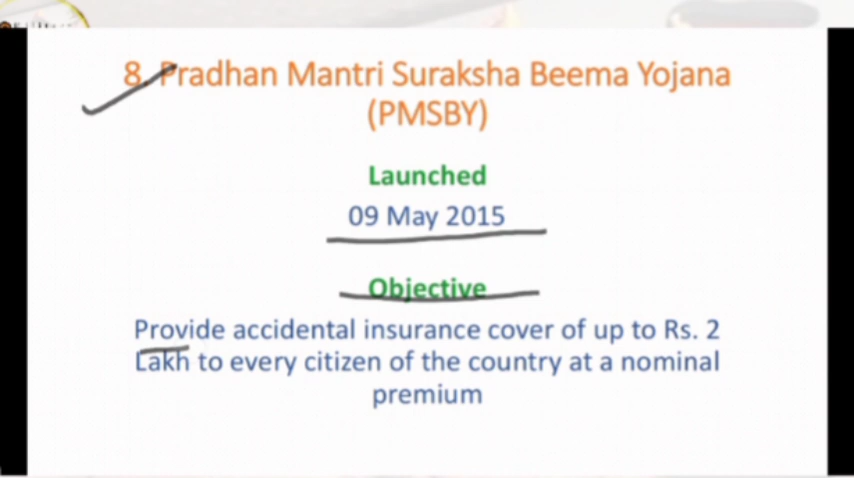 8. Pradhan Mantri Suraksha Beema Yojana
(PMSBY)
Launched
09 May 2015
Objective
Provide accidental insurance cover of up to Rs. 2
Lakh to every citizen of the country at a nominal
premium